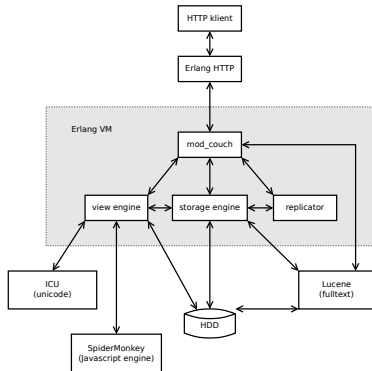 HTTP klient
Erlang HTTP
Erlang VM
mod_couch
view engine
storage engine
replicator
ICU
(unicode)
Lucene
(fulltext)
HDD
SpiderMonkey
(Javascript engine)